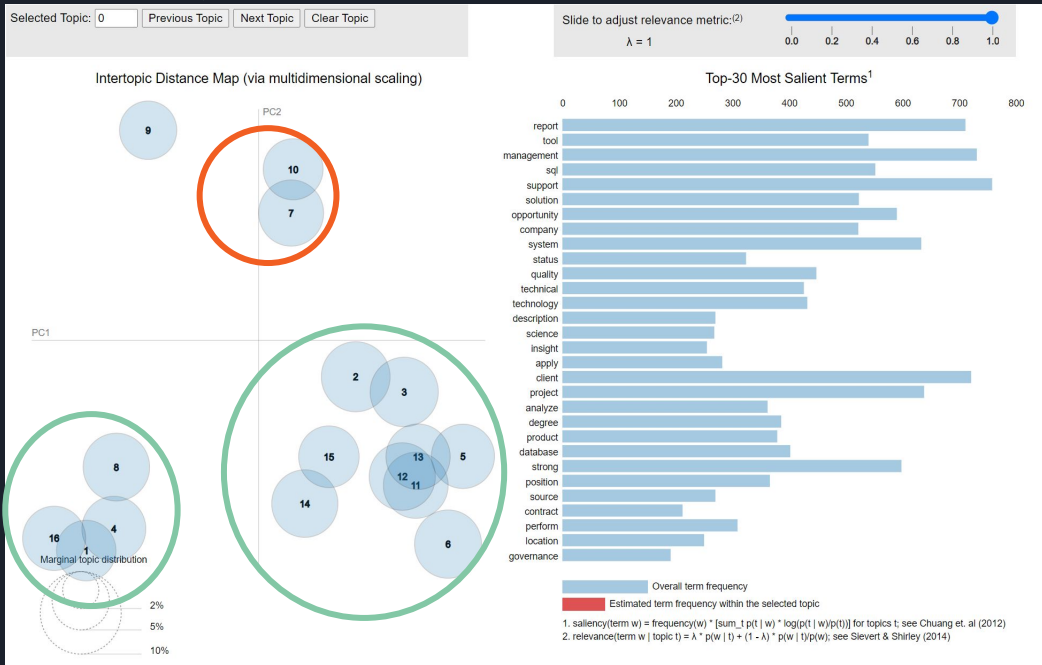 Selected Topic: 0 Previous Topic Next Topic Clear Topic
Slide to adjust relevance metric:(2)
λ = 1
0.0 0.2 0.4 0.6 0.8 1.0
Intertopic Distance Map (via multidimensional scaling)
PC2
PC1
9
10
7
2
3
15
13
5
12
11
14
6
8
4
16
1
Marginal topic distribution
2%
5%
10%
Top-30 Most Salient Terms1
0 100 200 300 400 500 600 700 800
report
tool
management
sql
support
solution
opportunity
company
system
status
quality
technical
technology
description
science
insight
apply
client
project
analyze
degree
product
database
strong
position
source
contract
perform
location
governance
Overall term frequency
Estimated term frequency within the selected topic
1. saliency(term w) = frequency(w) * [sum_t p(t | w) * log(p(t | w)/p(t))] for topics t; see Chuang et. al (2012)
2. relevance(term w | topic t) = λ * p(w | t) + (1 - λ) * p(w | t)/p(w); see Sievert & Shirley (2014)